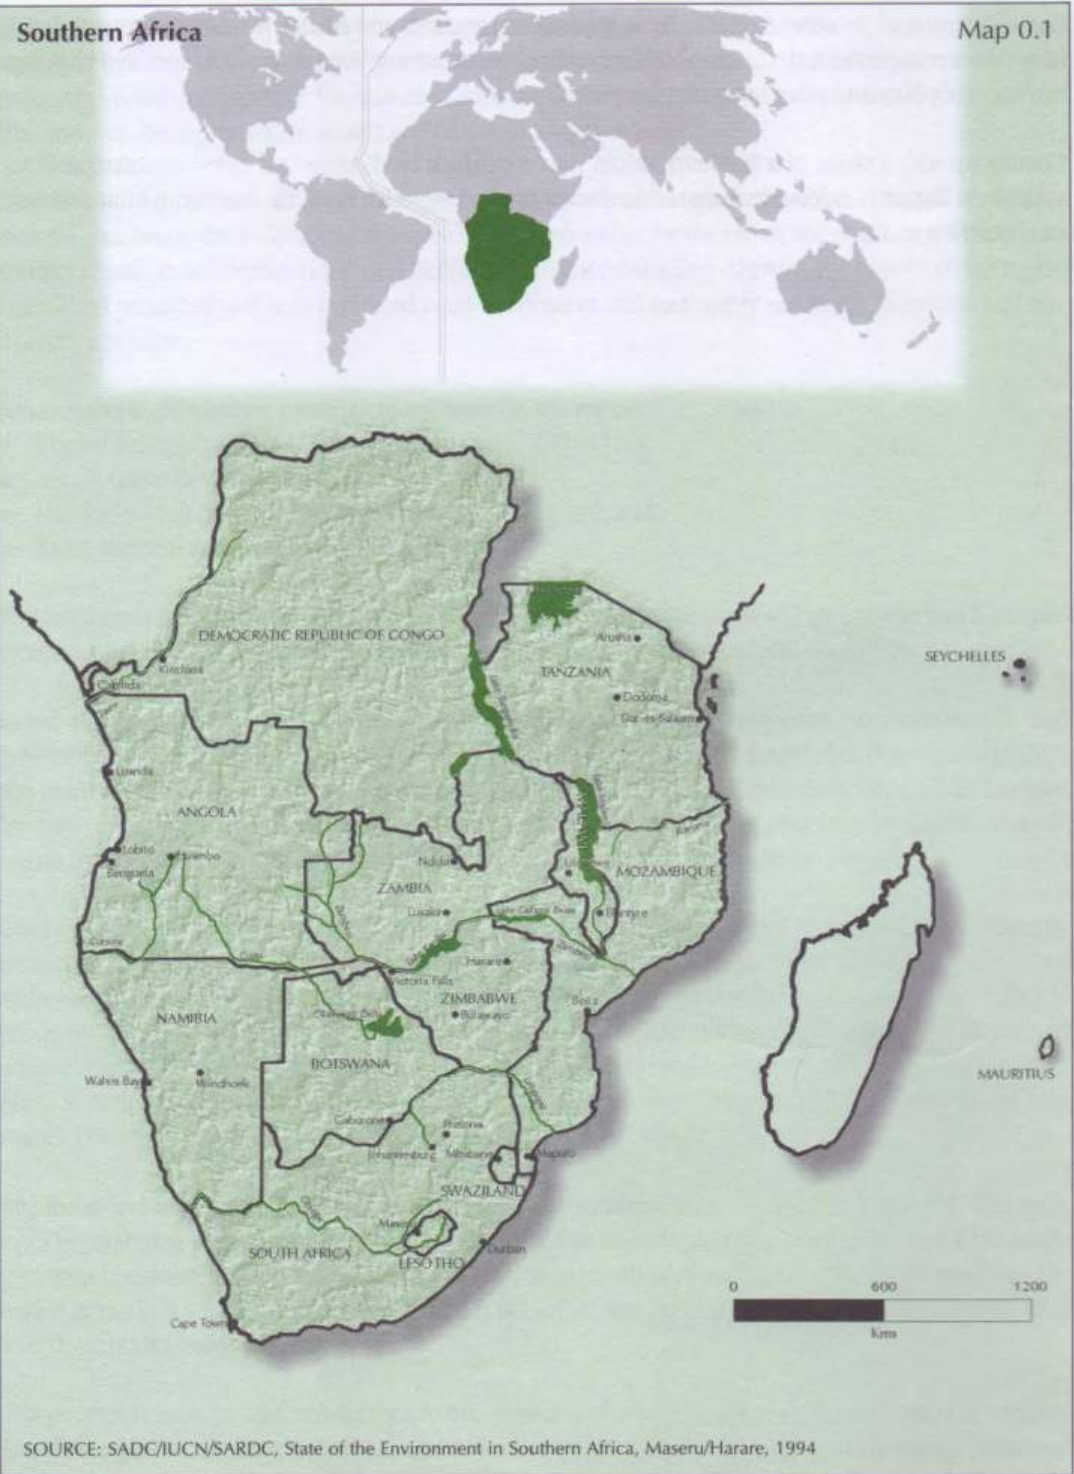 Southern Africa
Map 0.1
DEMOCRATIC REPUBLIC OF CONGO
Kinshasa
Cabinda
Arusha
TANZANIA
Dodoma
Dar-es-Salaam
SEYCHELLES
Luanda
ANGOLA
Lobito
Huambo
Benguela
Ndola
ZAMBIA
Lusaka
MOZAMBIQUE
Blantyre
Cunene
Harare
Victoria Falls
ZIMBABWE
Bulawayo
Beira
NAMIBIA
BOTSWANA
Walvis Bay
Windhoek
MAURITIUS
Gaborone
Pretoria
Johannesburg
Mbabane
Maputo
SWAZILAND
Maseru
SOUTH AFRICA
LESOTHO
Durban
Cape Town
0 600 1200
Kms
SOURCE: SADC/IUCN/SARDC, State of the Environment in Southern Africa, Maseru/Harare, 1994